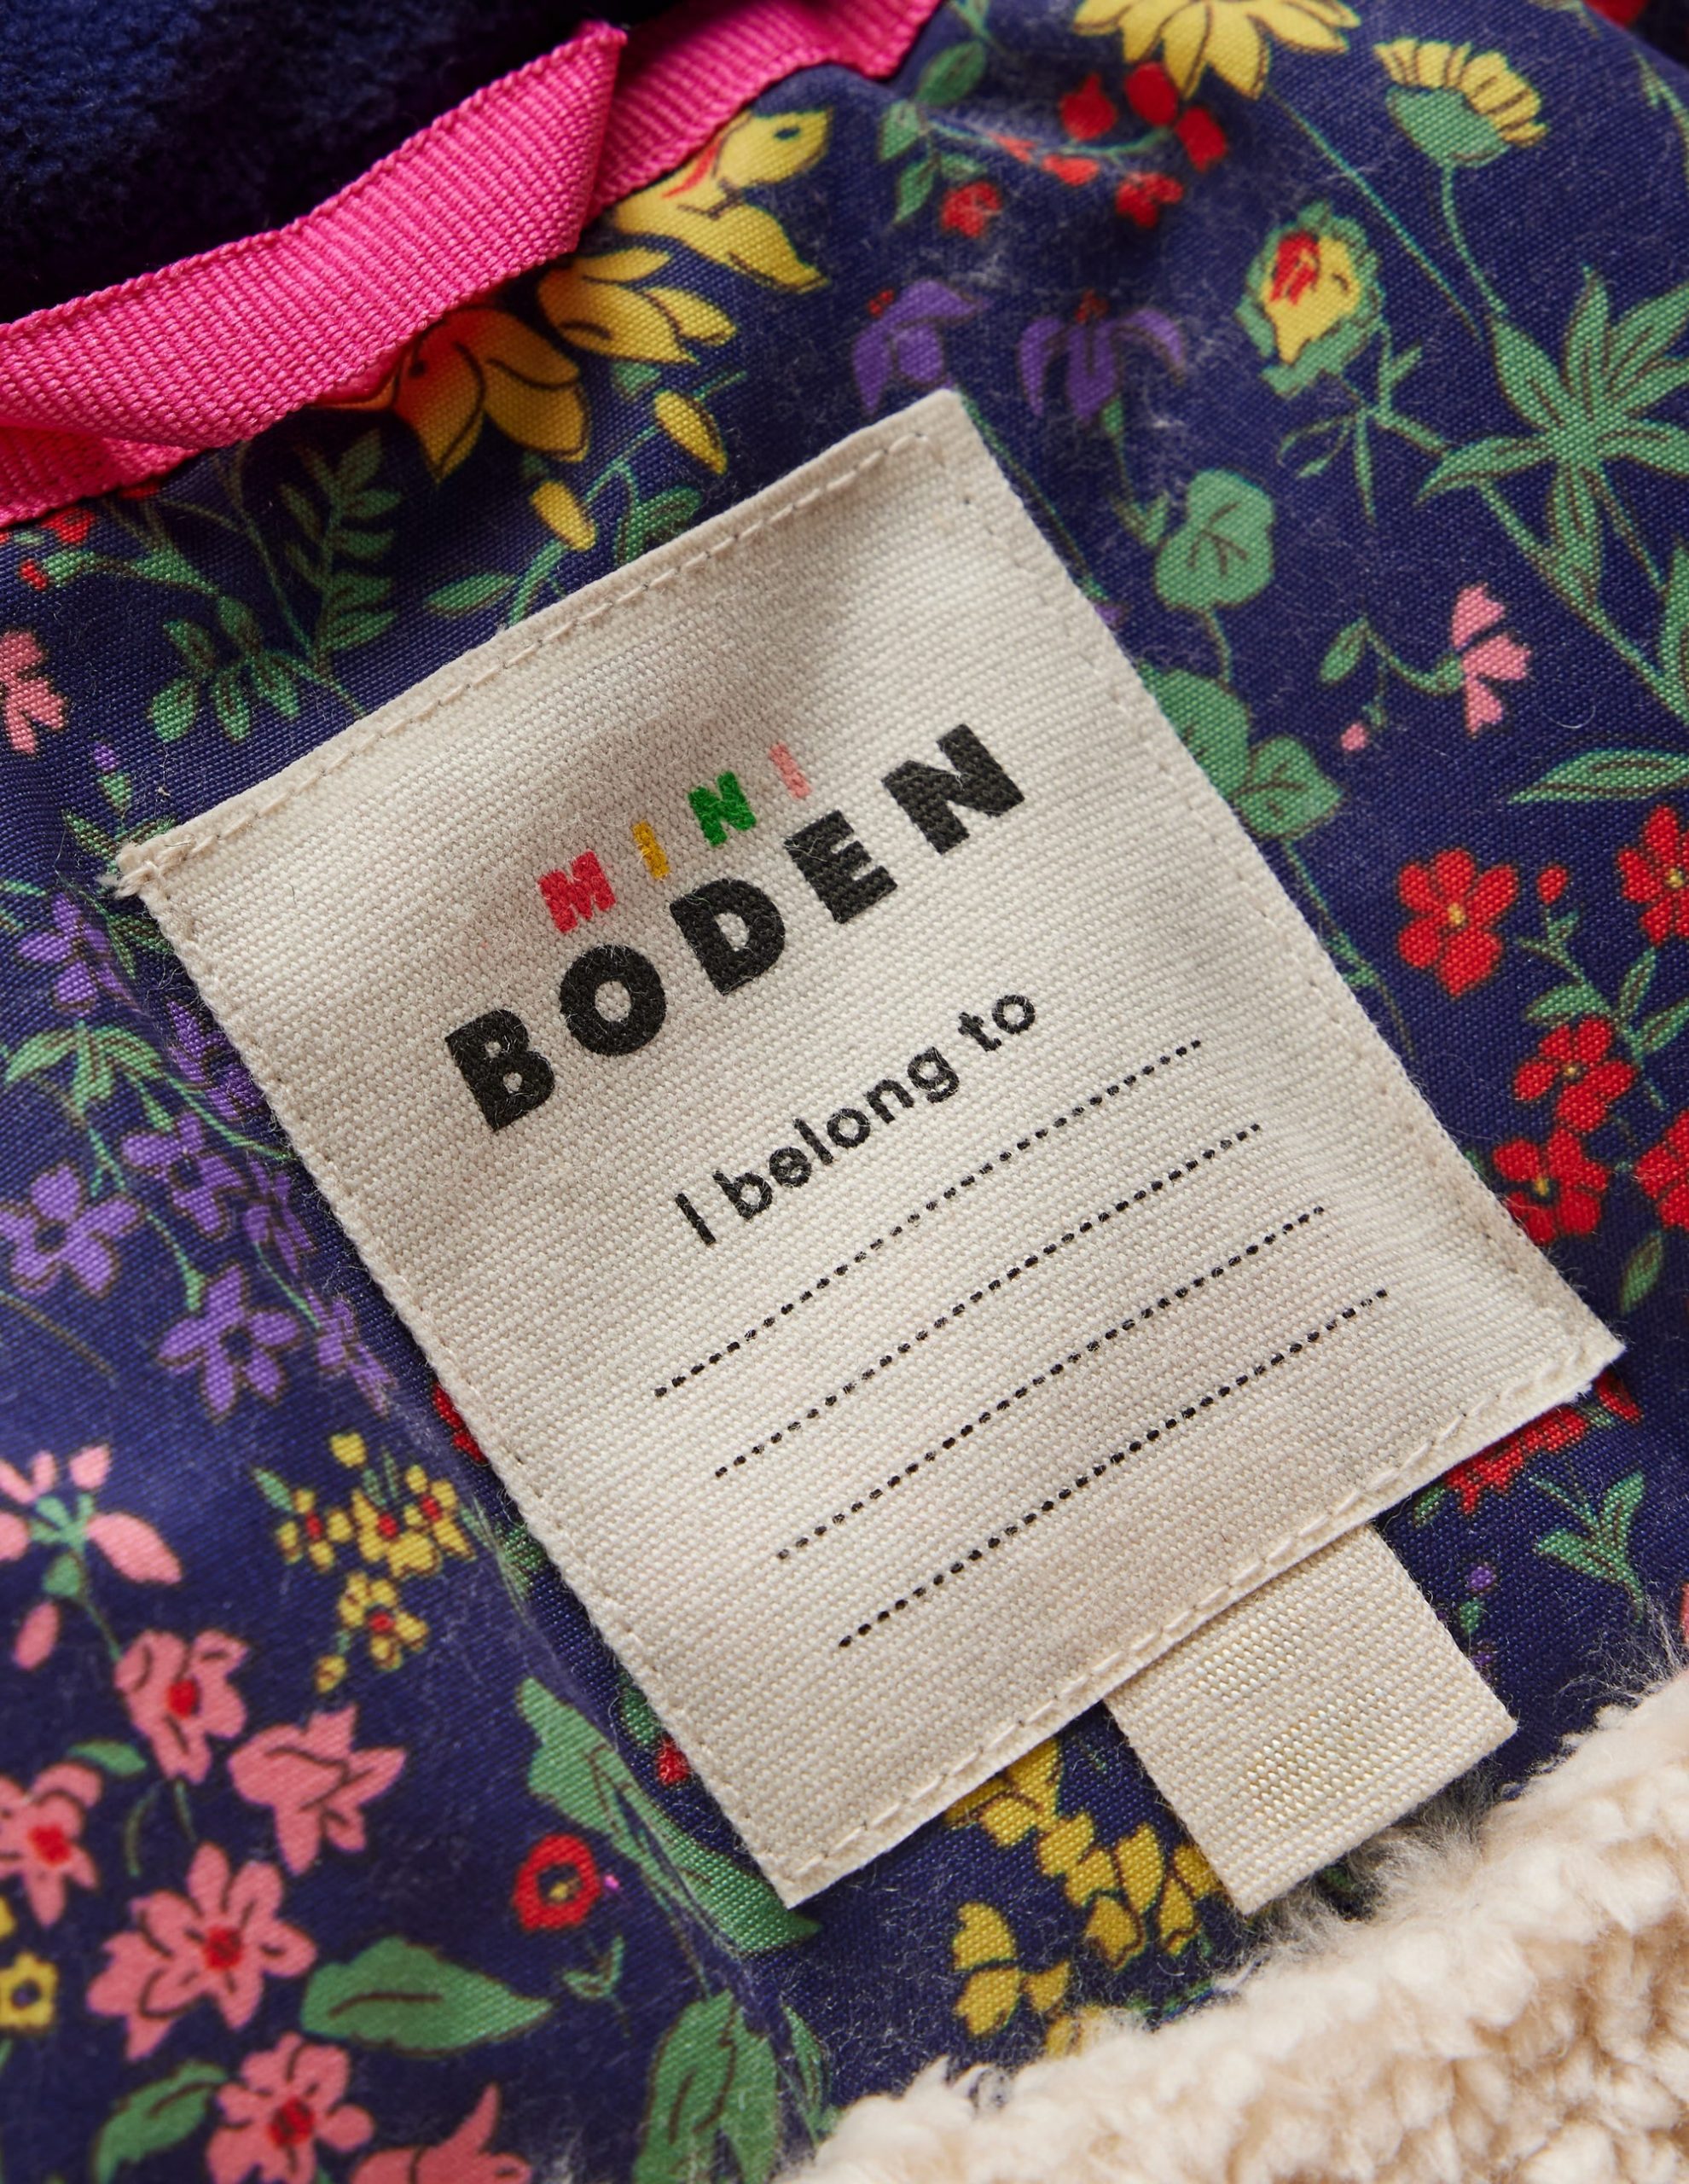 MINI
BODEN
I belong to